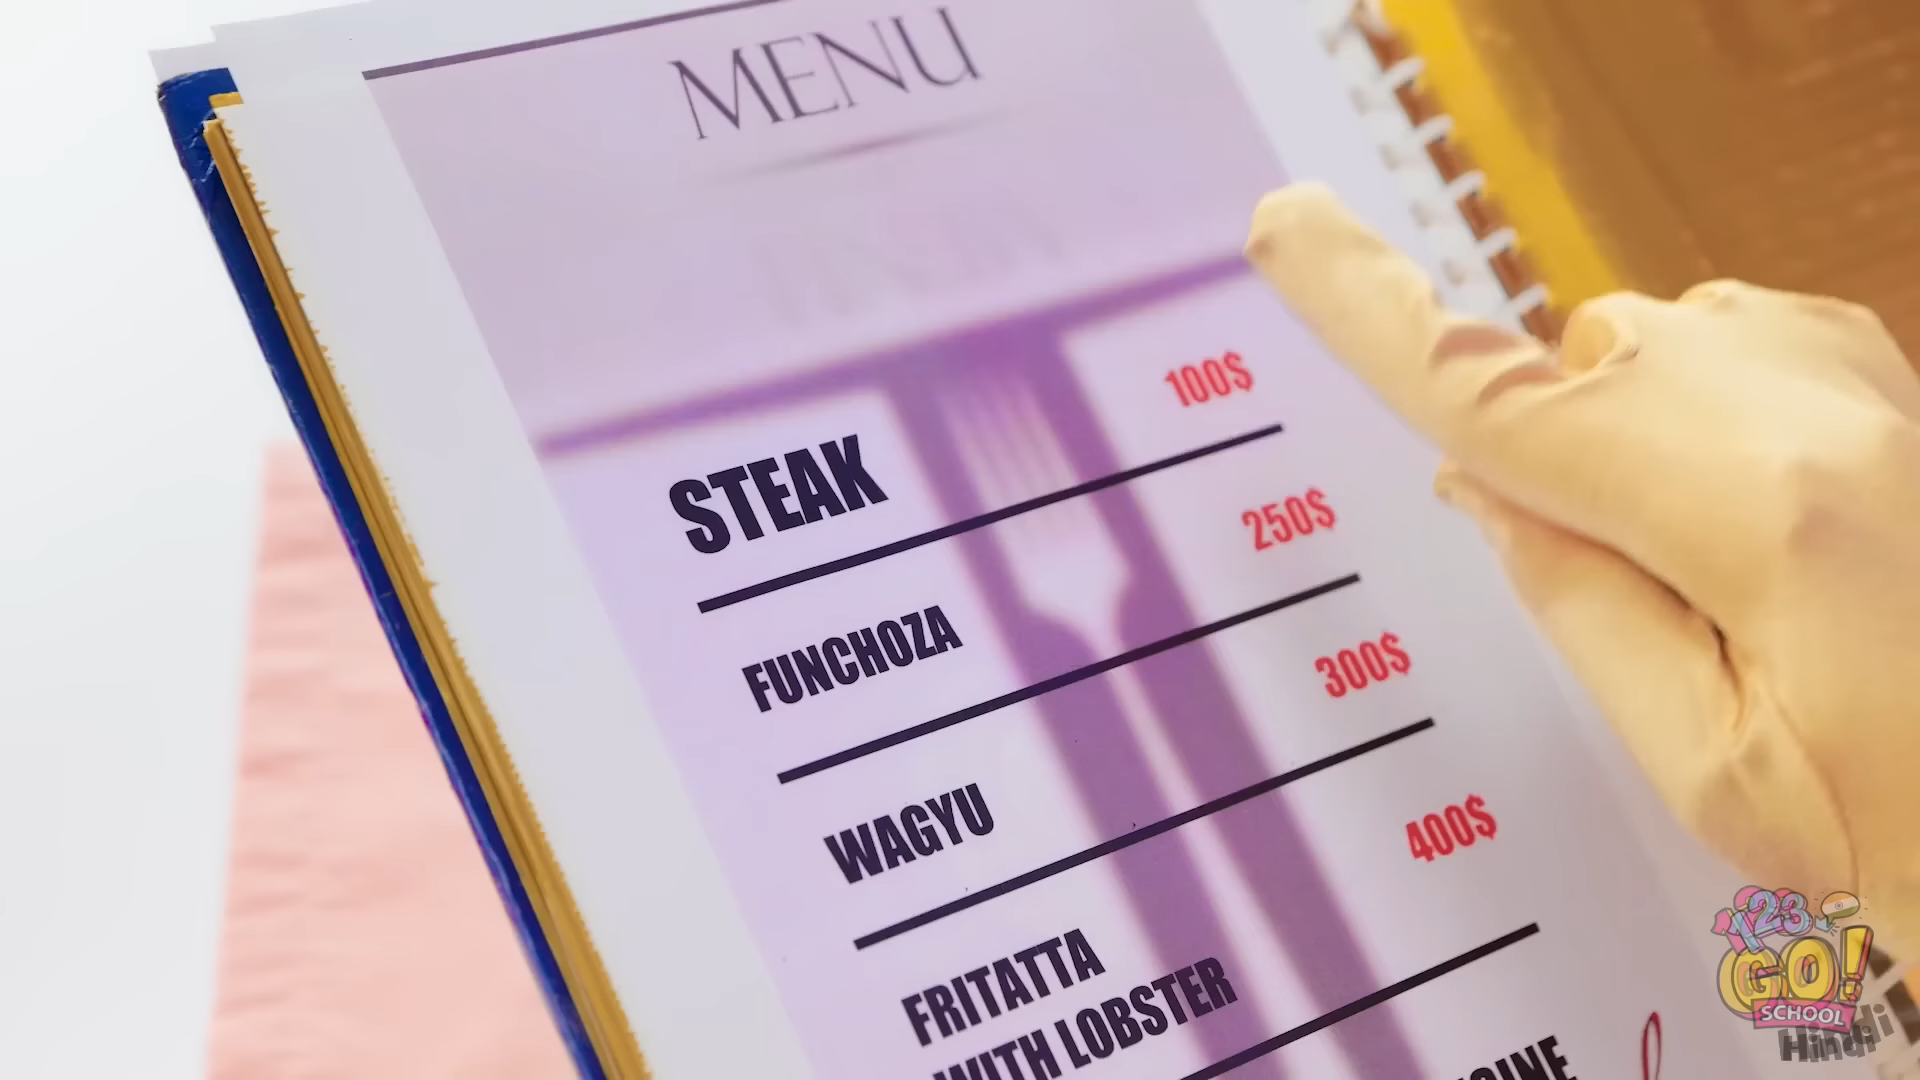 MENU
STEAK 100$
FUNCHOZA 250$
WAGYU 300$
FRITATTA
WITH LOBSTER 400$
123
GO!
SCHOOL
Hindi